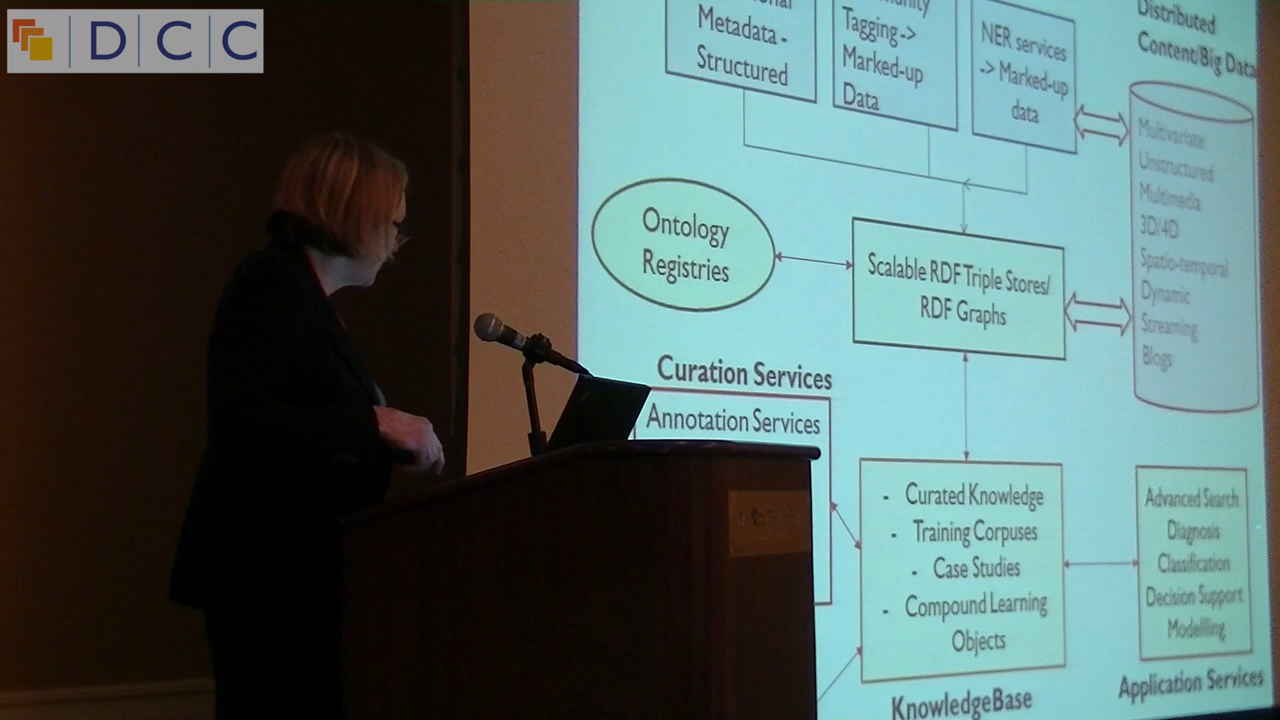 D C C
Metadata -
Structured
Tagging ->
Marked-up
Data
NER services
-> Marked-up
data
Distributed
Content/Big Data
Multivariate
Unstructured
Multimedia
3D/4D
Spatio-temporal
Dynamic
Streaming
Blogs
Ontology
Registries
Scalable RDF Triple Stores/
RDF Graphs
Curation Services
Annotation Services
- Curated Knowledge
- Training Corpuses
- Case Studies
- Compound Learning
Objects
KnowledgeBase
Advanced Search
Diagnosis
Classification
Decision Support
Modellling
Application Services